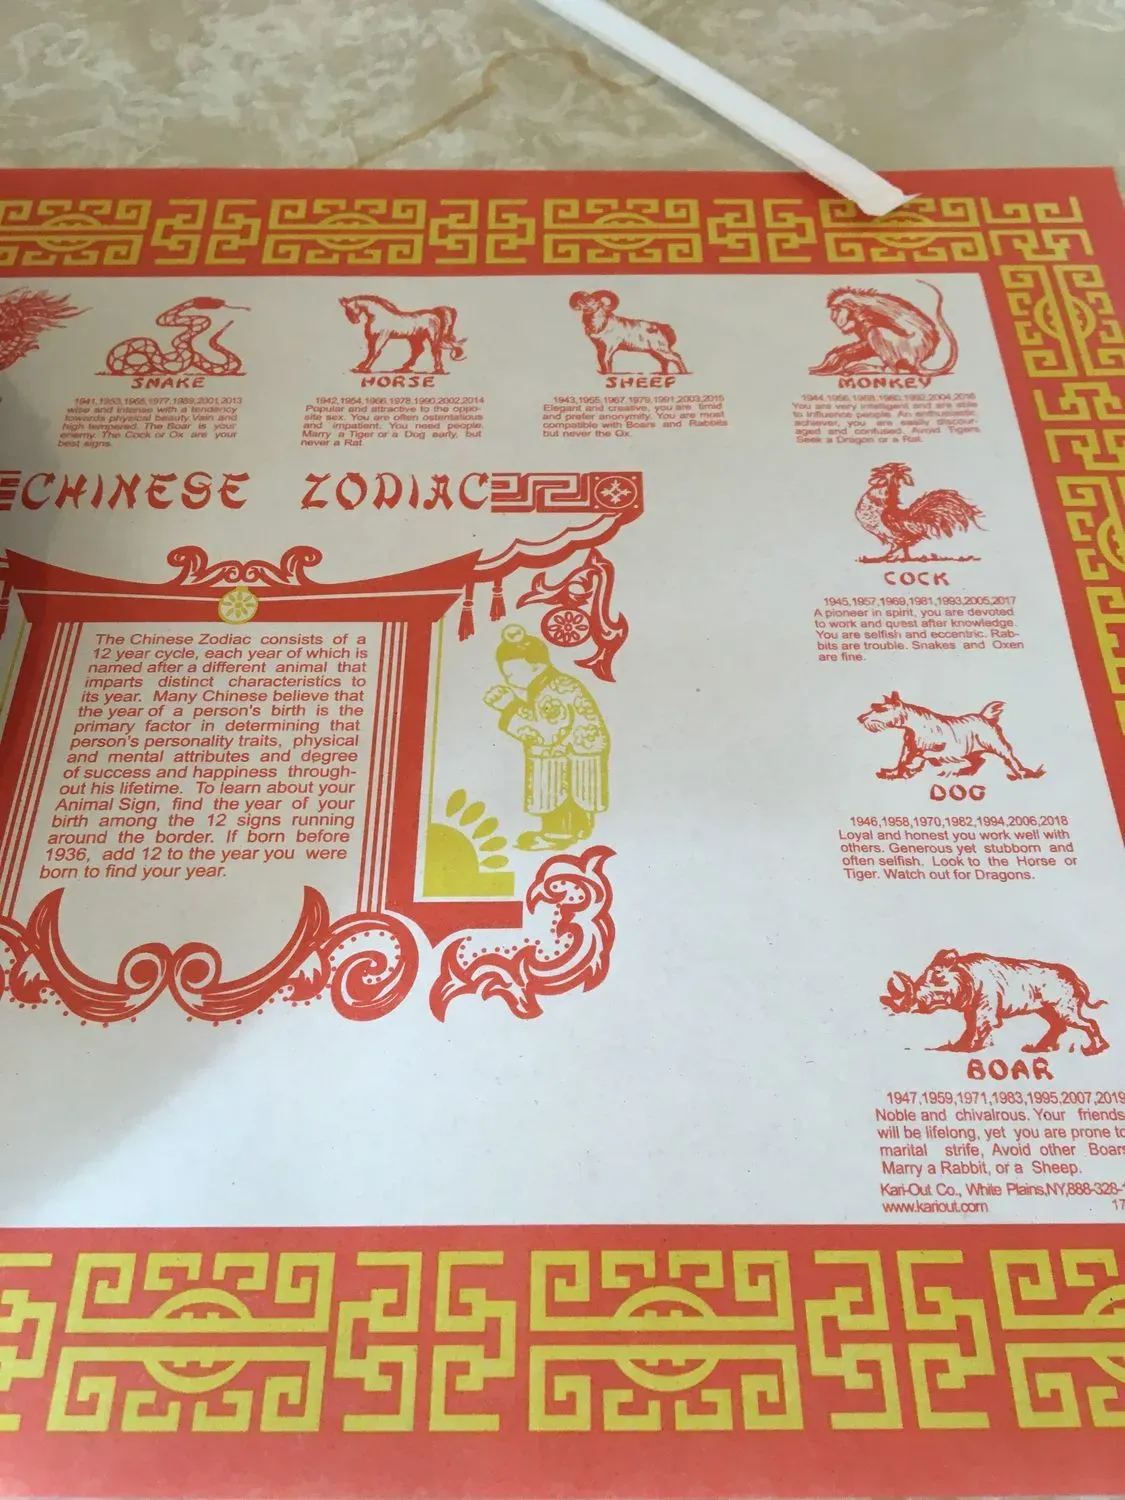 SNAKE
1941,1953,1965,1977,1989,2001,2013
wise and intense with a tendency
towards physical beauty Vain and
high tempered. The Boar is your
enemy. The Cock or Ox are your
best signs.
HORSE
1942,1954,1966,1978,1990,2002,2014
Popular and attractive to the oppo-
site sex. You are often ostentatious
and impatient. You need people.
Marry a Tiger or a Dog early, but
never a Rat
SHEEP
1943,1955,1967,1979,1991,2003,2015
Elegant and creative, you are timid
and prefer anonymity. You are most
compatible with Boars and Rabbits
but never the Ox.
MONKEY
1944,1956,1968,1980,1992,2004,2016
You are very intelligent and are able
to influence people. An enthusiastic
achiever, you are easily discour-
aged and confused. Avoid Tigers
Seek a Dragon or a Rat.
CHINESE ZODIAC
The Chinese Zodiac consists of a
12 year cycle, each year of which is
named after a different animal that
imparts distinct characteristics to
its year. Many Chinese believe that
the year of a person's birth is the
primary factor in determining that
person's personality traits, physical
and mental attributes and degree
of success and happiness through-
out his lifetime. To learn about your
Animal Sign, find the year of your
birth among the 12 signs running
around the border. If born before
1936, add 12 to the year you were
born to find your year.
COCK
1945,1957,1969,1981,1993,2005,2017
A pioneer in spirit, you are devoted
to work and quest after knowledge.
You are selfish and eccentric. Rab-
bits are trouble. Snakes and Oxen
are fine.
DOG
1946,1958,1970,1982,1994,2006,2018
Loyal and honest you work well with
others. Generous yet stubborn and
often selfish. Look to the Horse or
Tiger. Watch out for Dragons.
BOAR
1947,1959,1971,1983,1995,2007,2019
Noble and chivalrous. Your friends
will be lifelong, yet you are prone to
marital strife, Avoid other Boars
Marry a Rabbit, or a Sheep.
Kari-Out Co., White Plains,NY,888-328-
www.kariout.com 17